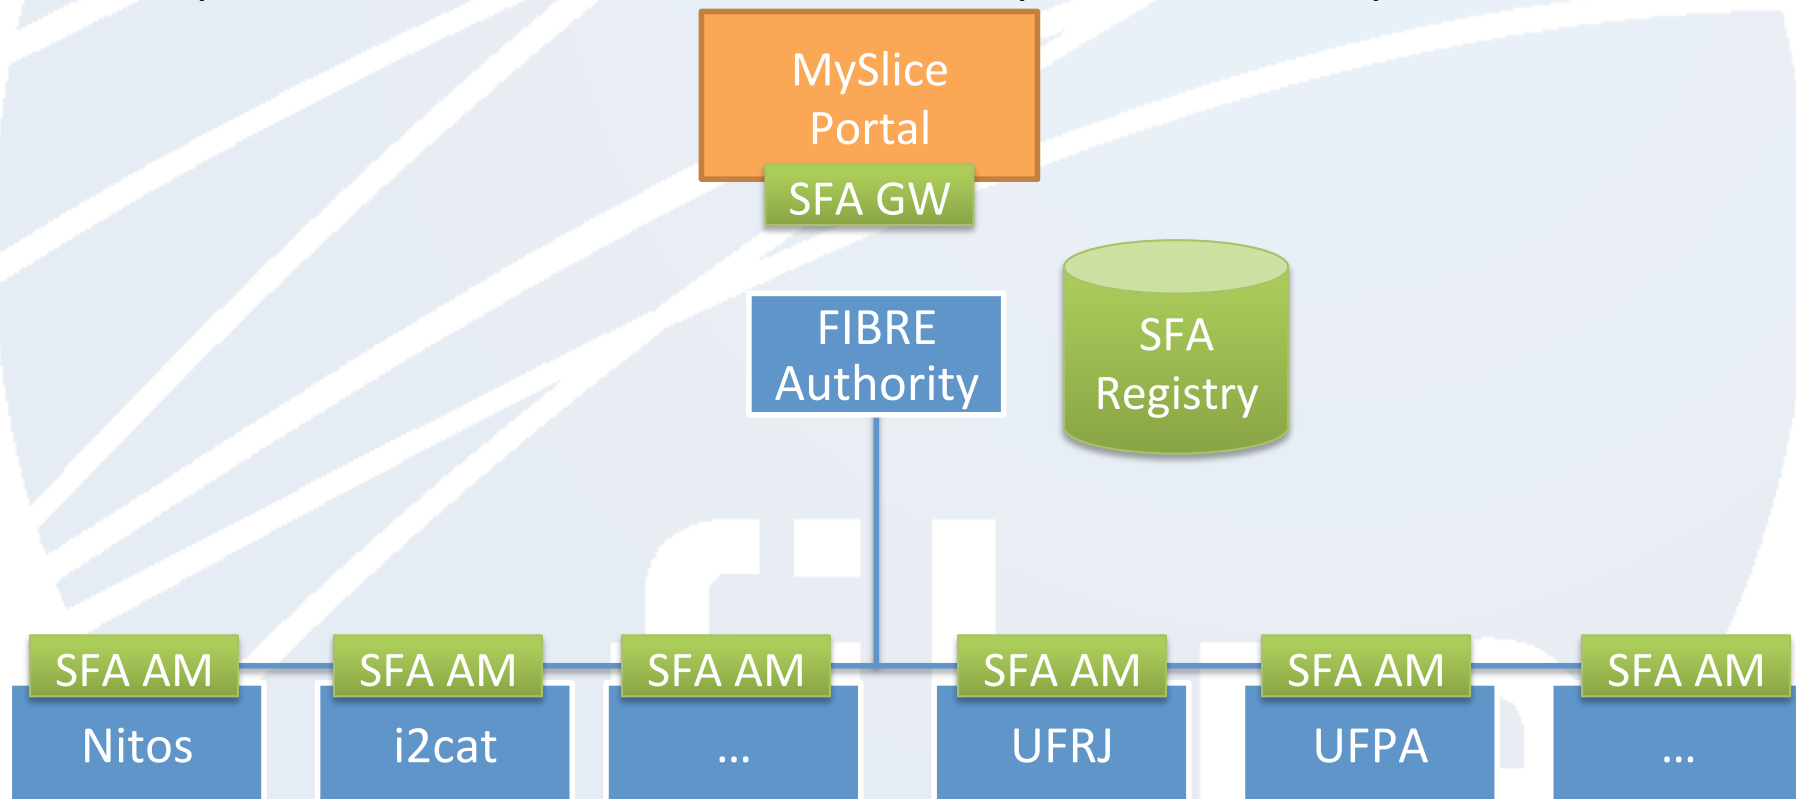 MySlice
Portal
SFA GW
FIBRE
Authority
SFA
Registry
SFA AM
SFA AM
SFA AM
SFA AM
SFA AM
SFA AM
Nitos
i2cat
...
UFRJ
UFPA
...